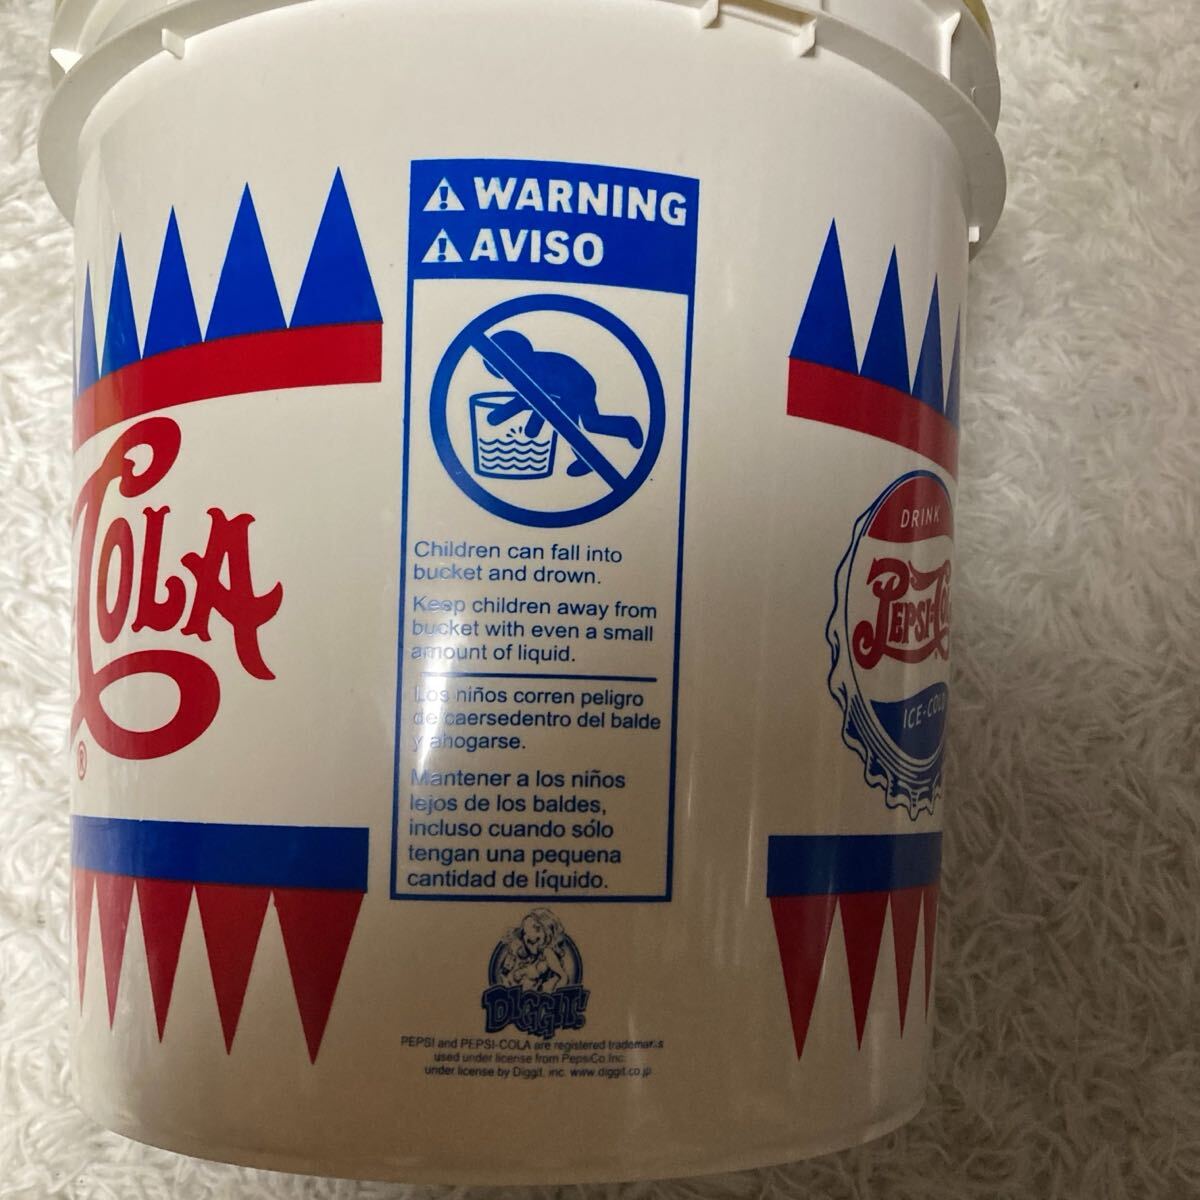 COLA
®
WARNING
AVISO
Children can fall into
bucket and drown.
Keep children away from
bucket with even a small
amount of liquid.
Los niños corren peligro
de caersedentro del balde
y ahogarse.
Mantener a los niños
lejos de los baldes,
incluso cuando sólo
tengan una pequena
cantidad de líquido.
DIGGIT!
PEPSI and PEPSI-COLA are registered trademarks
used under license from PepsiCo Inc.
under license by Diggit. inc. www.diggit.co.jp
DRINK
PEPSI-CO
ICE-COLD